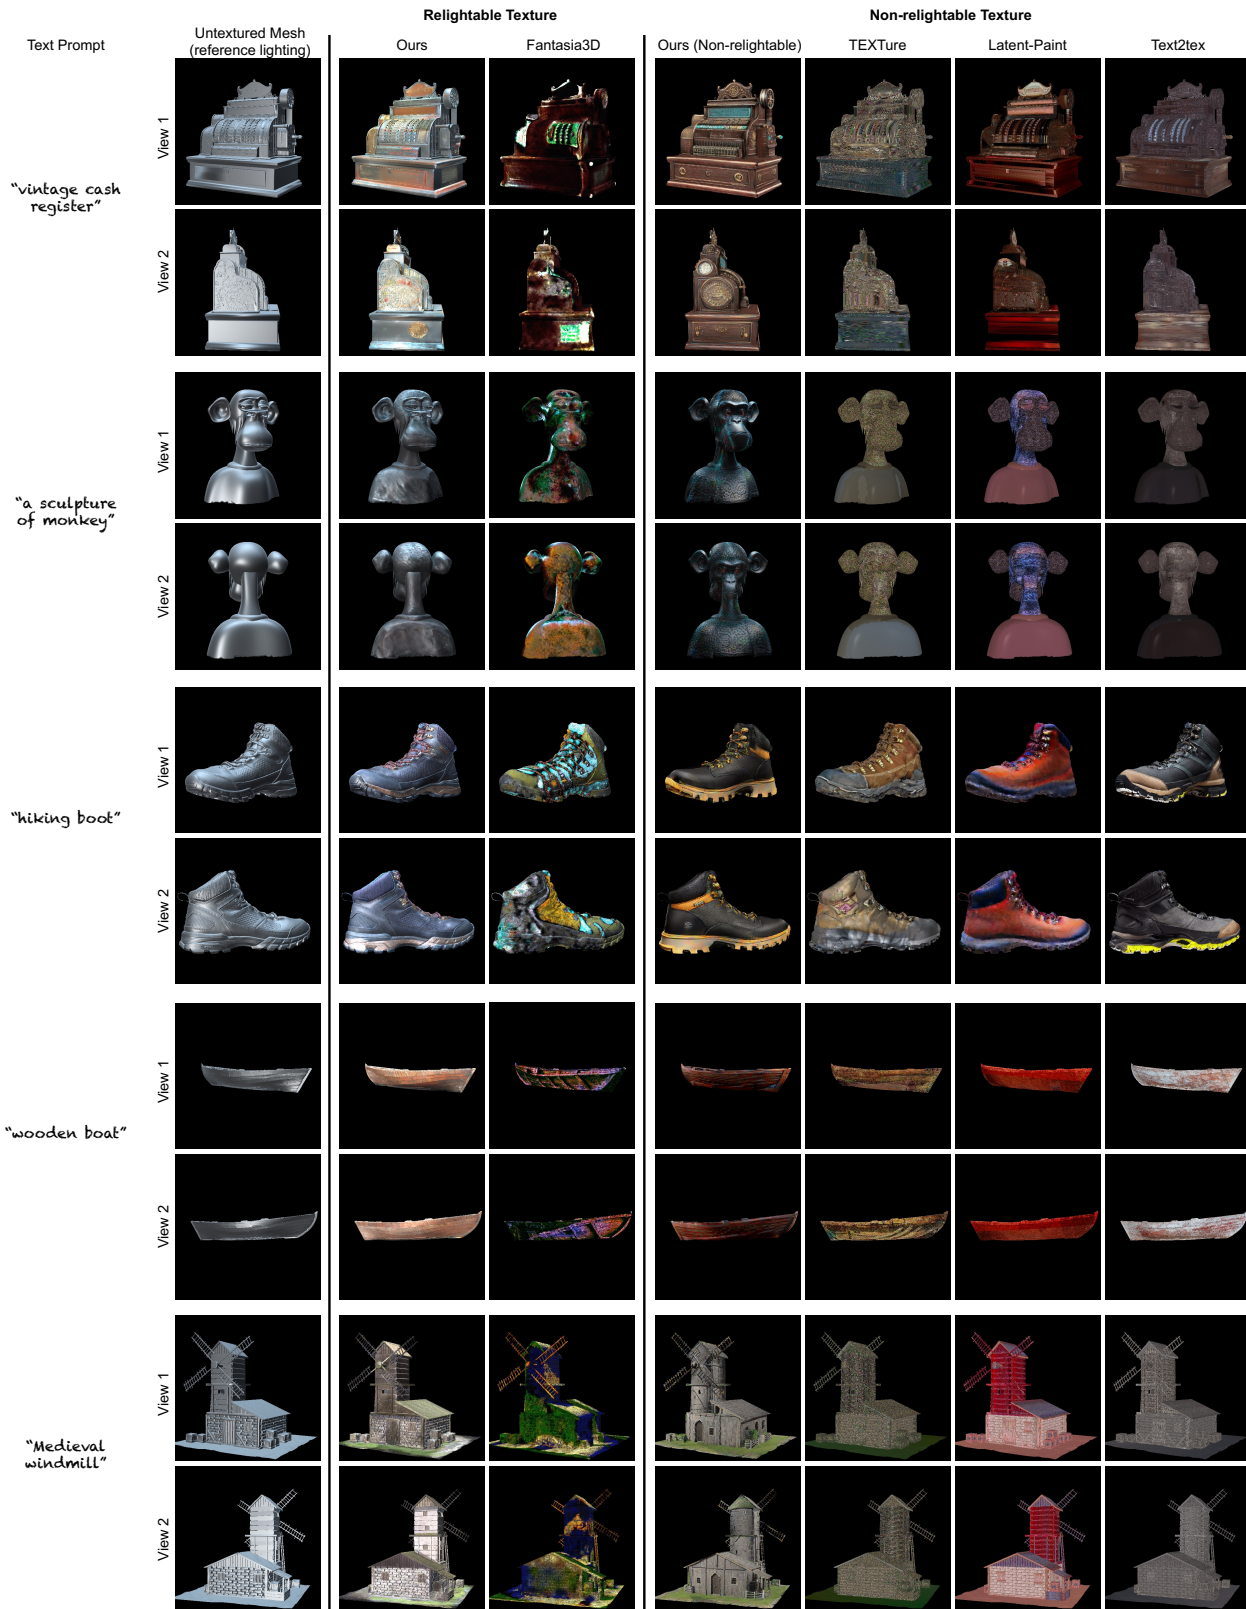 Relightable Texture
Non-relightable Texture
Text Prompt
Untextured Mesh
(reference lighting)
Ours
Fantasia3D
Ours (Non-relightable)
TEXTure
Latent-Paint
Text2tex
View 1
“vintage cash
register”
View 2
View 1
“a sculpture
of monkey”
View 2
View 1
“hiking boot”
View 2
View 1
“wooden boat”
View 2
View 1
“Medieval
windmill”
View 2